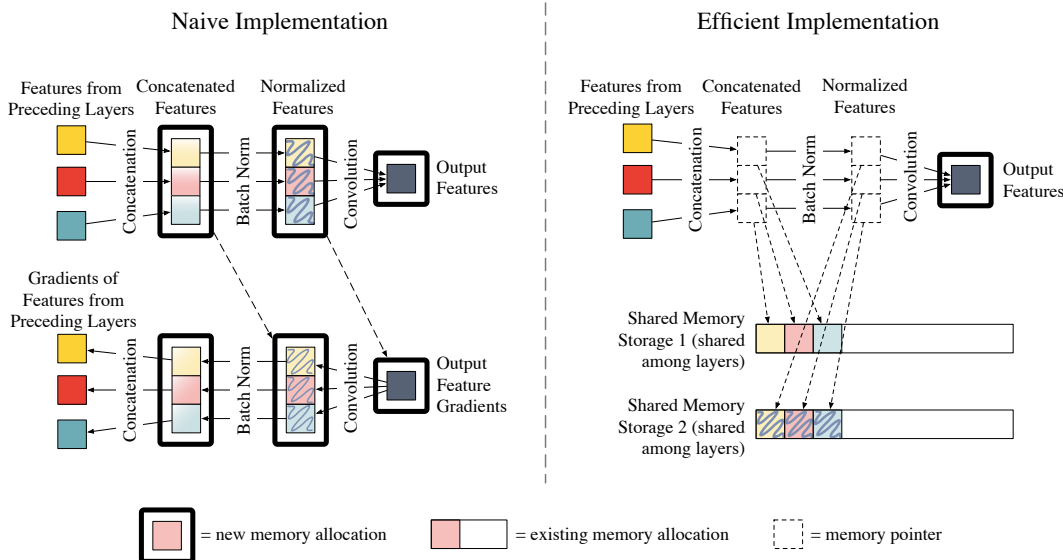 Naive Implementation
Features from
Preceding Layers
Concatenated
Features
Normalized
Features
Concatenation
Batch Norm
Convolution
Output
Features
Gradients of
Features from
Preceding Layers
Concatenation
Batch Norm
Convolution
Output
Feature
Gradients
Efficient Implementation
Features from
Preceding Layers
Concatenated
Features
Normalized
Features
Concatenation
Batch Norm
Convolution
Output
Features
Shared Memory
Storage 1 (shared
among layers)
Shared Memory
Storage 2 (shared
among layers)
= new memory allocation
= existing memory allocation
= memory pointer